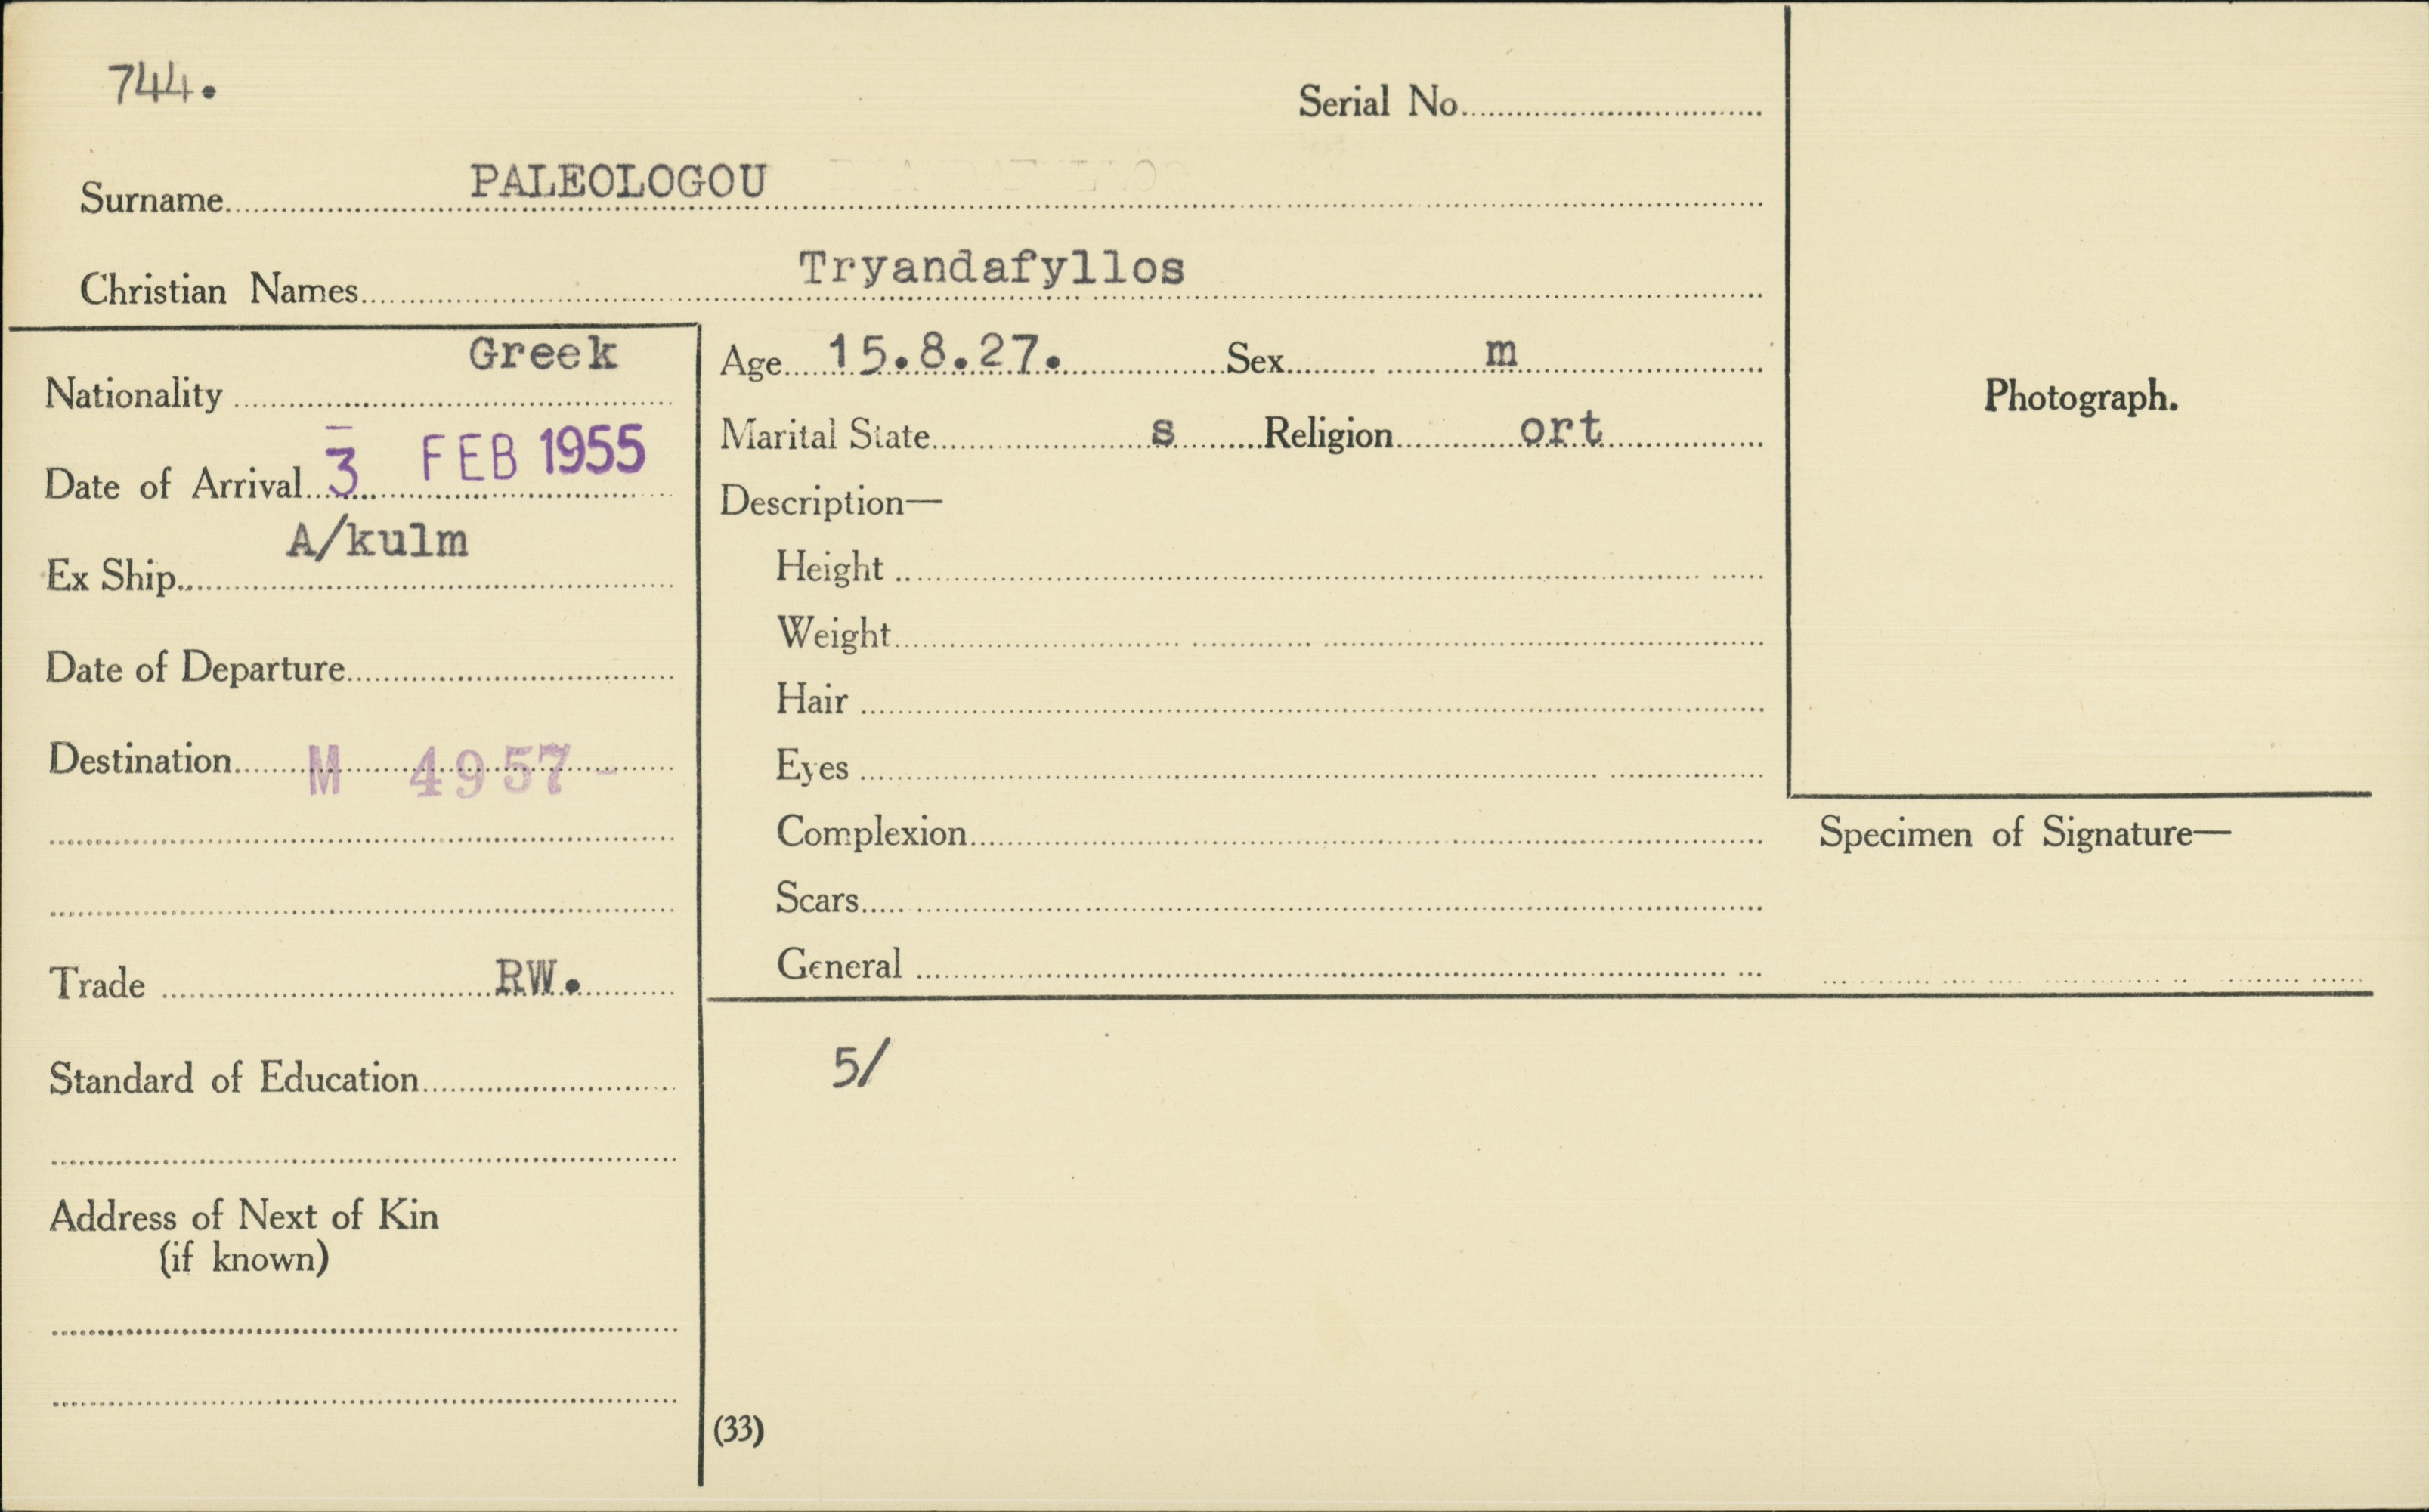 744.
Serial No.
Surname PALEOLOGOU
Christian Names Tryandafyllos
Nationality Greek
Date of Arrival 3 FEB 1955
Ex Ship A/kulm
Date of Departure
Destination M 4957-
Trade RW.
Standard of Education
Address of Next of Kin
(if known)
Age 15.8.27. Sex m
Marital State s Religion ort
Description—
Height
Weight
Hair
Eyes
Complexion
Scars
General
5/
(33)
Photograph.
Specimen of Signature—